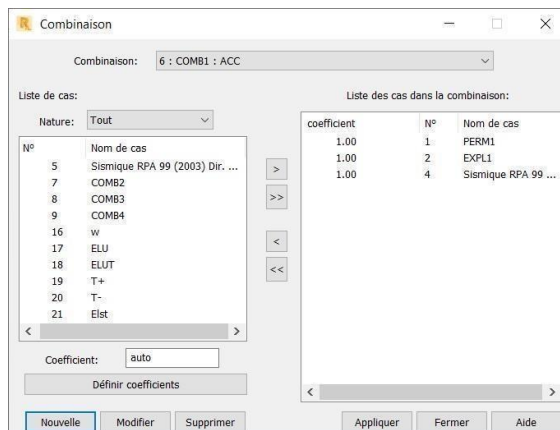 Combinaison
Combinaison: 6 : COMB1 : ACC
Liste de cas:
Nature: Tout
Nº Nom de cas
5 Sismique RPA 99 (2003) Dir. ...
7 COMB2
8 COMB3
9 COMB4
16 w
17 ELU
18 ELUT
19 T+
20 T-
21 Elst
Coefficient: auto
Définir coefficients
>
>>
<
<<
Liste des cas dans la combinaison:
coefficient Nº Nom de cas
1.00 1 PERM1
1.00 2 EXPL1
1.00 4 Sismique RPA 99 ...
Nouvelle Modifier Supprimer Appliquer Fermer Aide